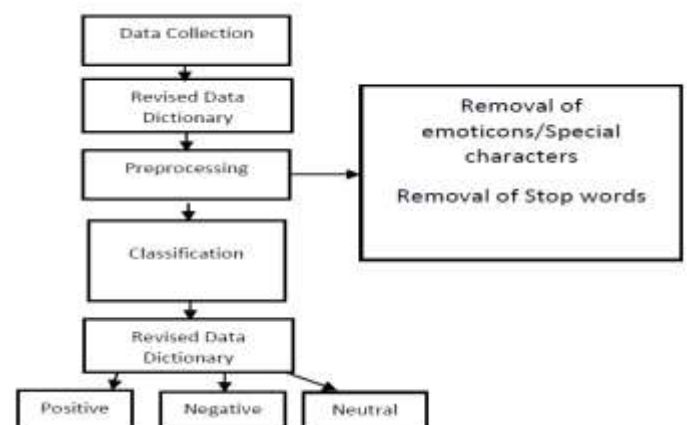 Data Collection
Revised Data
Dictionary
Preprocessing
Removal of
emoticons/Special
characters
Removal of Stop words
Classification
Revised Data
Dictionary
Positive
Negative
Neutral